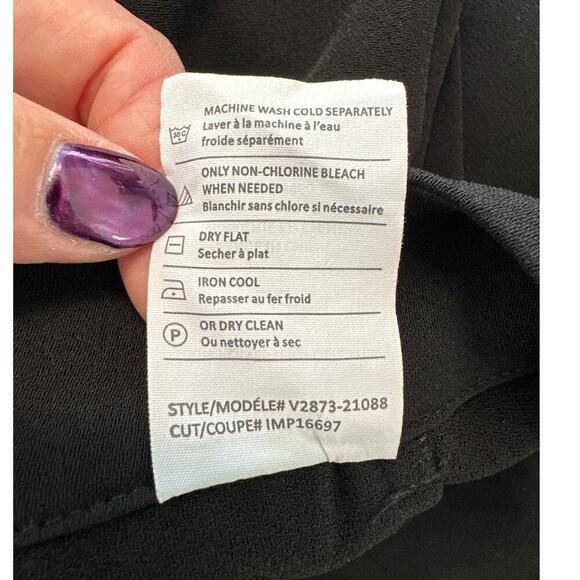 MACHINE WASH COLD SEPARATELY
Laver à la machine à l'eau
froide séparément
30 C
ONLY NON-CHLORINE BLEACH
WHEN NEEDED
Blanchir sans chlore si nécessaire
DRY FLAT
Secher à plat
IRON COOL
Repasser au fer froid
P
OR DRY CLEAN
Ou nettoyer à sec
STYLE/MODÉLE# V2873-21088
CUT/COUPE# IMP16697